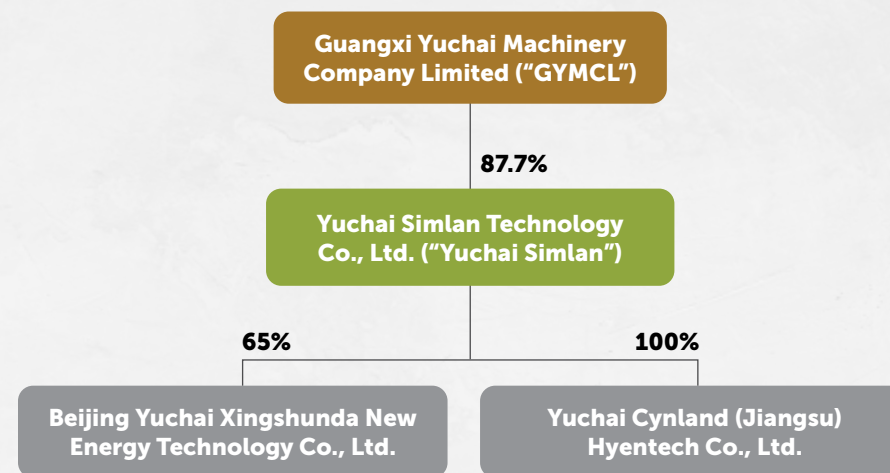 Guangxi Yuchai Machinery
Company Limited (“GYMCL”)
87.7%
Yuchai Simlan Technology
Co., Ltd. (“Yuchai Simlan”)
65%
100%
Beijing Yuchai Xingshunda New
Energy Technology Co., Ltd.
Yuchai Cynland (Jiangsu)
Hyentech Co., Ltd.